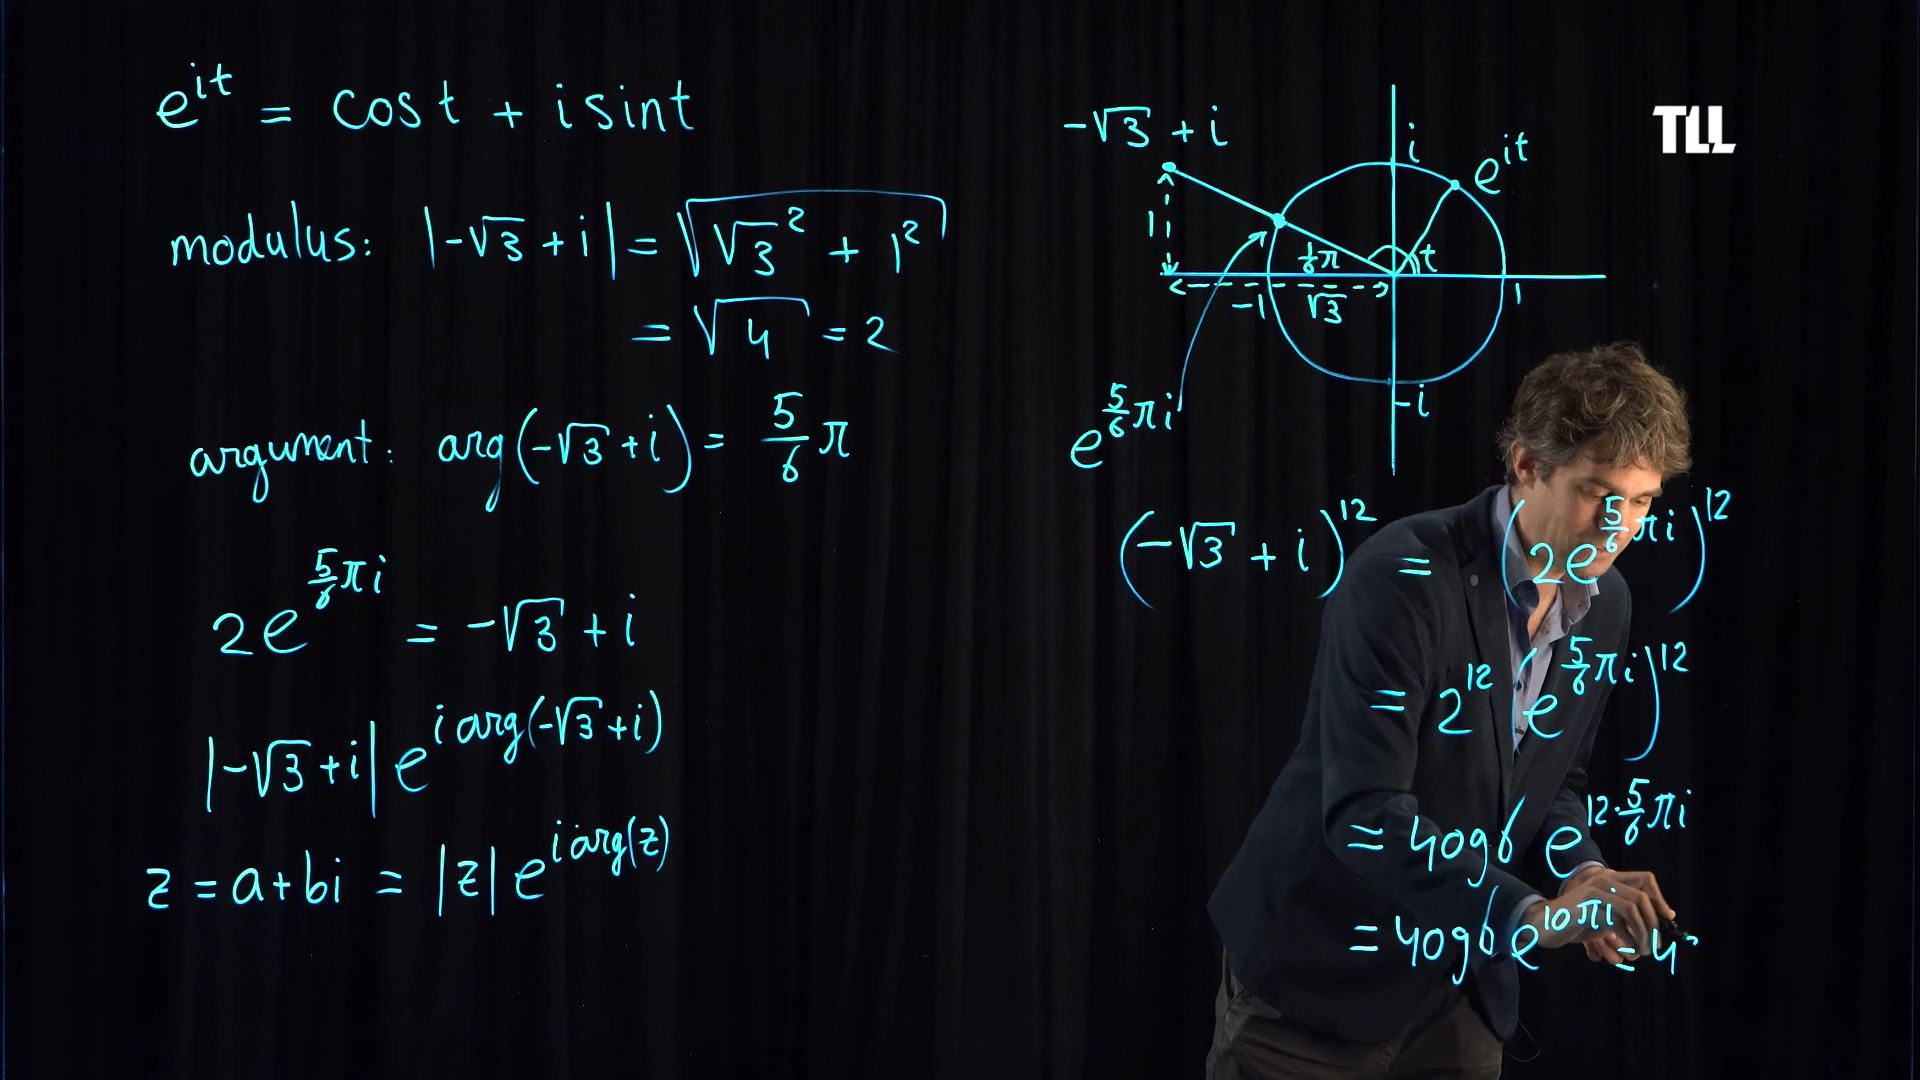 e^{it} = cos t + i sin t
modulus: |-√3 + i| = √(√3² + 1²)
= √4 = 2
argument: arg(-√3 + i) = 5/6 π
2e^{5/6 πi} = -√3 + i
|-√3 + i| e^{i arg(-√3 + i)}
z = a + bi = |z| e^{i arg(z)}
TLL
-√3 + i
i
e^{it}
1
1/6 π
t
-1
√3
1
-i
e^{5/6 πi}
(-√3 + i)^{12} = (2e^{5/6 πi})^{12}
= 2^{12} (e^{5/6 πi})^{12}
= 4096 e^{12·5/6 πi}
= 4096 e^{10πi} = 4